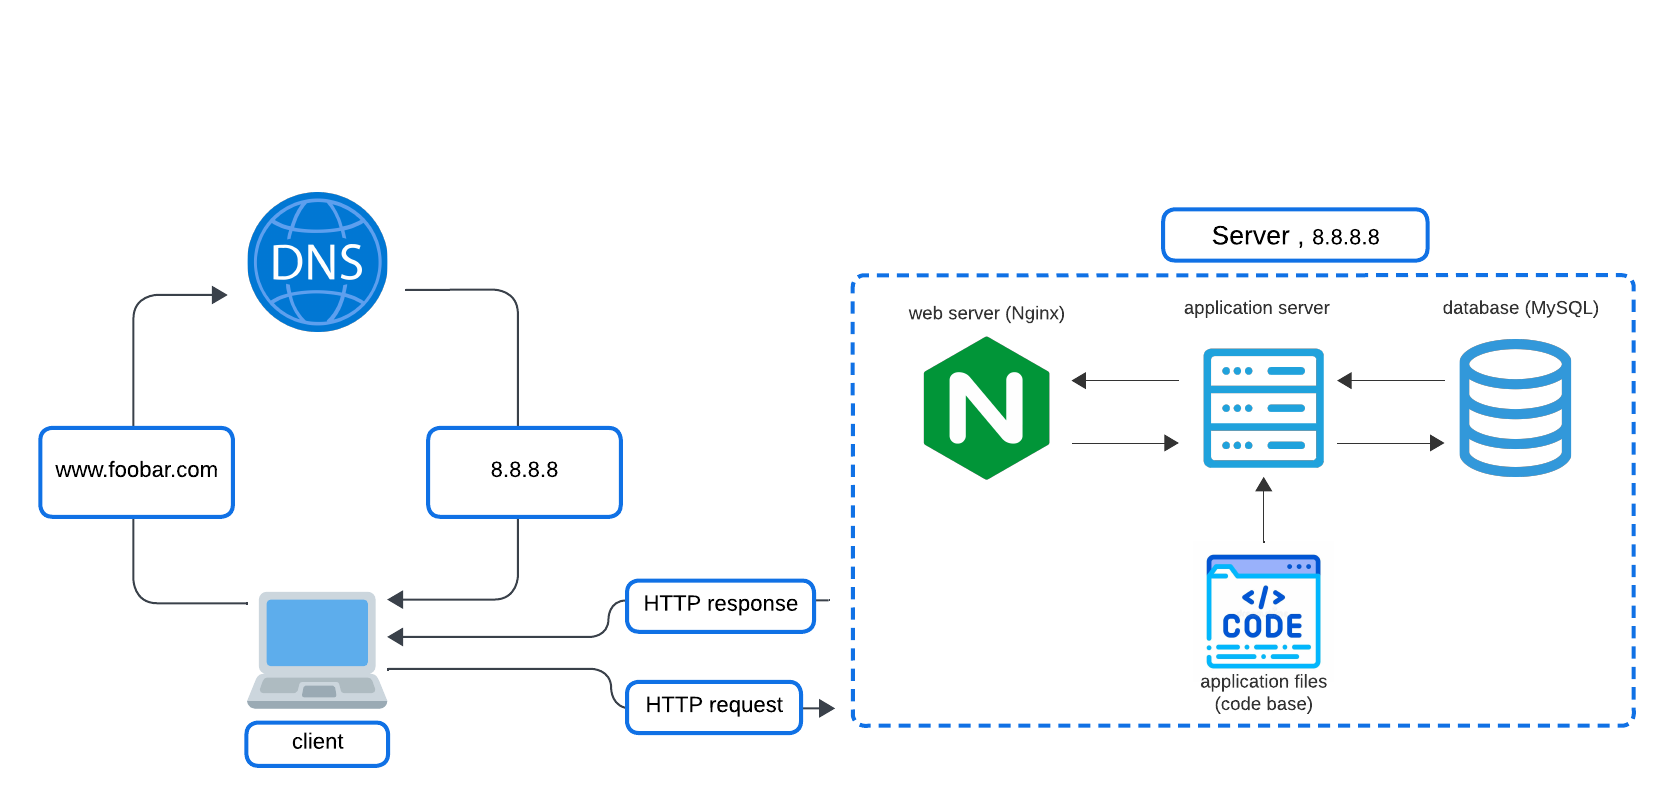 DNS
Server , 8.8.8.8
web server (Nginx)
application server
database (MySQL)
N
www.foobar.com
8.8.8.8
HTTP response
</>
CODE
application files
(code base)
HTTP request
client